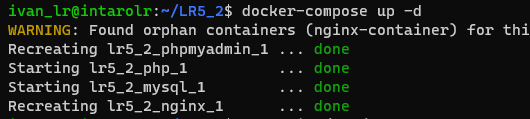 ivan_lr@intarolr:~/LR5_2$ docker-compose up -d
WARNING: Found orphan containers (nginx-container) for thi
Recreating lr5_2_phpmyadmin_1 ... done
Starting lr5_2_php_1 ... done
Starting lr5_2_mysql_1 ... done
Recreating lr5_2_nginx_1 ... done